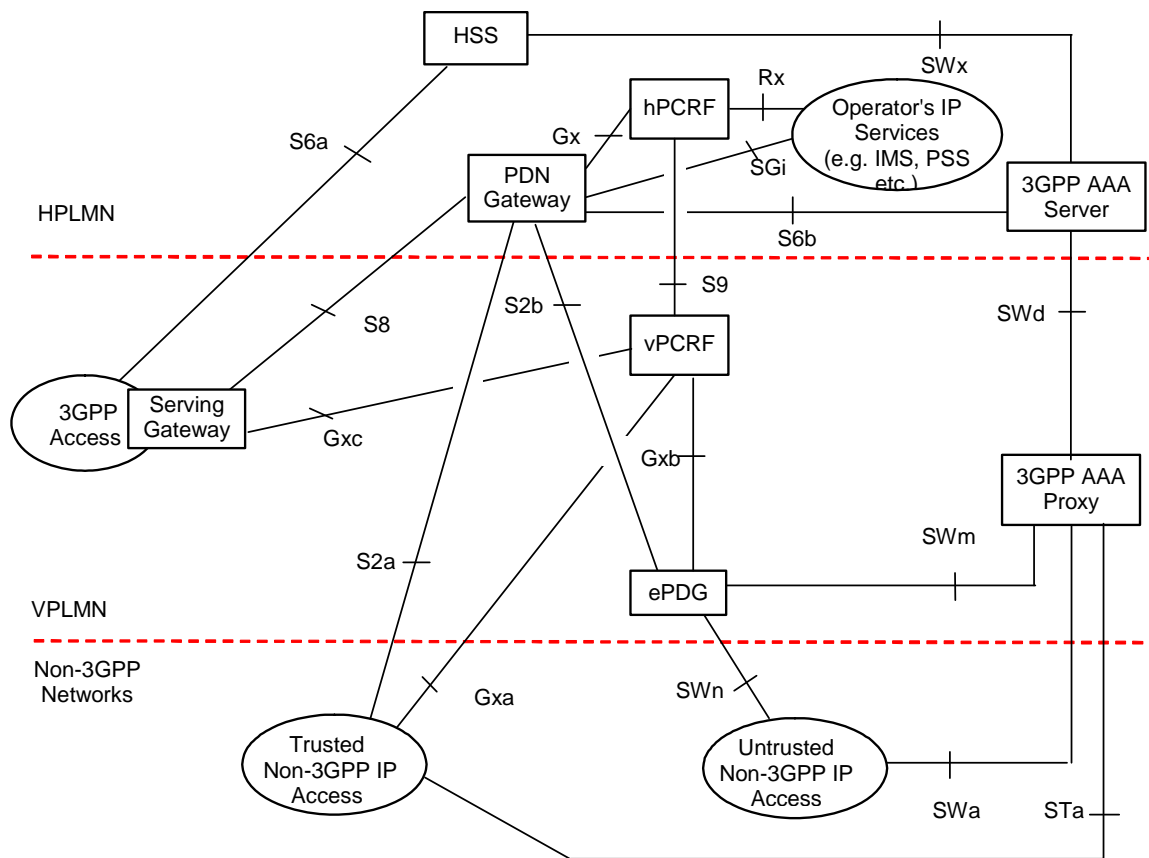 HSS
SWx
Rx
hPCRF
Operator's IP
Services
(e.g. IMS, PSS
etc.)
Gx
S6a
SGi
PDN
Gateway
3GPP AAA
Server
HPLMN
S6b
S9
S2b
S8
SWd
vPCRF
3GPP
Access
Serving
Gateway
Gxc
Gxb
3GPP AAA
Proxy
SWm
S2a
ePDG
VPLMN
Non-3GPP
Networks
Gxa
SWn
Trusted
Non-3GPP IP
Access
Untrusted
Non-3GPP IP
Access
SWa
STa